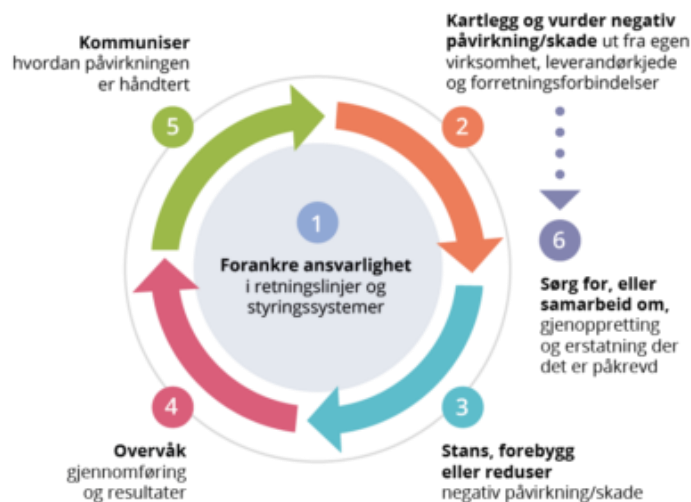 1
Forankre ansvarlighet
i retningslinjer og
styringssystemer
2
Kartlegg og vurder negativ
påvirkning/skade ut fra egen
virksomhet, leverandørkjede
og forretningsforbindelser
3
Stans, forebygg
eller reduser
negativ påvirkning/skade
4
Overvåk
gjennomføring
og resultater
5
Kommuniser
hvordan påvirkningen
er håndtert
6
Sørg for, eller
samarbeid om,
gjenoppretting
og erstatning der
det er påkrevd